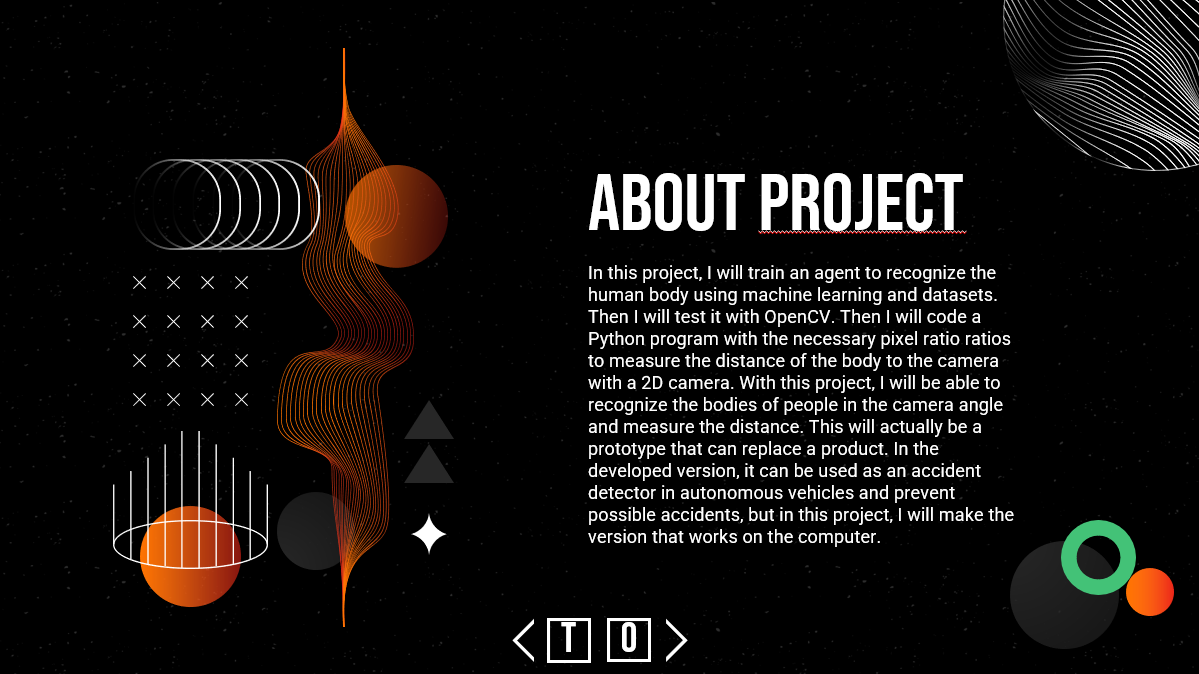 ABOUT PROJECT
In this project, I will train an agent to recognize the
human body using machine learning and datasets.
Then I will test it with OpenCV. Then I will code a
Python program with the necessary pixel ratio ratios
to measure the distance of the body to the camera
with a 2D camera. With this project, I will be able to
recognize the bodies of people in the camera angle
and measure the distance. This will actually be a
prototype that can replace a product. In the
developed version, it can be used as an accident
detector in autonomous vehicles and prevent
possible accidents, but in this project, I will make the
version that works on the computer.
T O